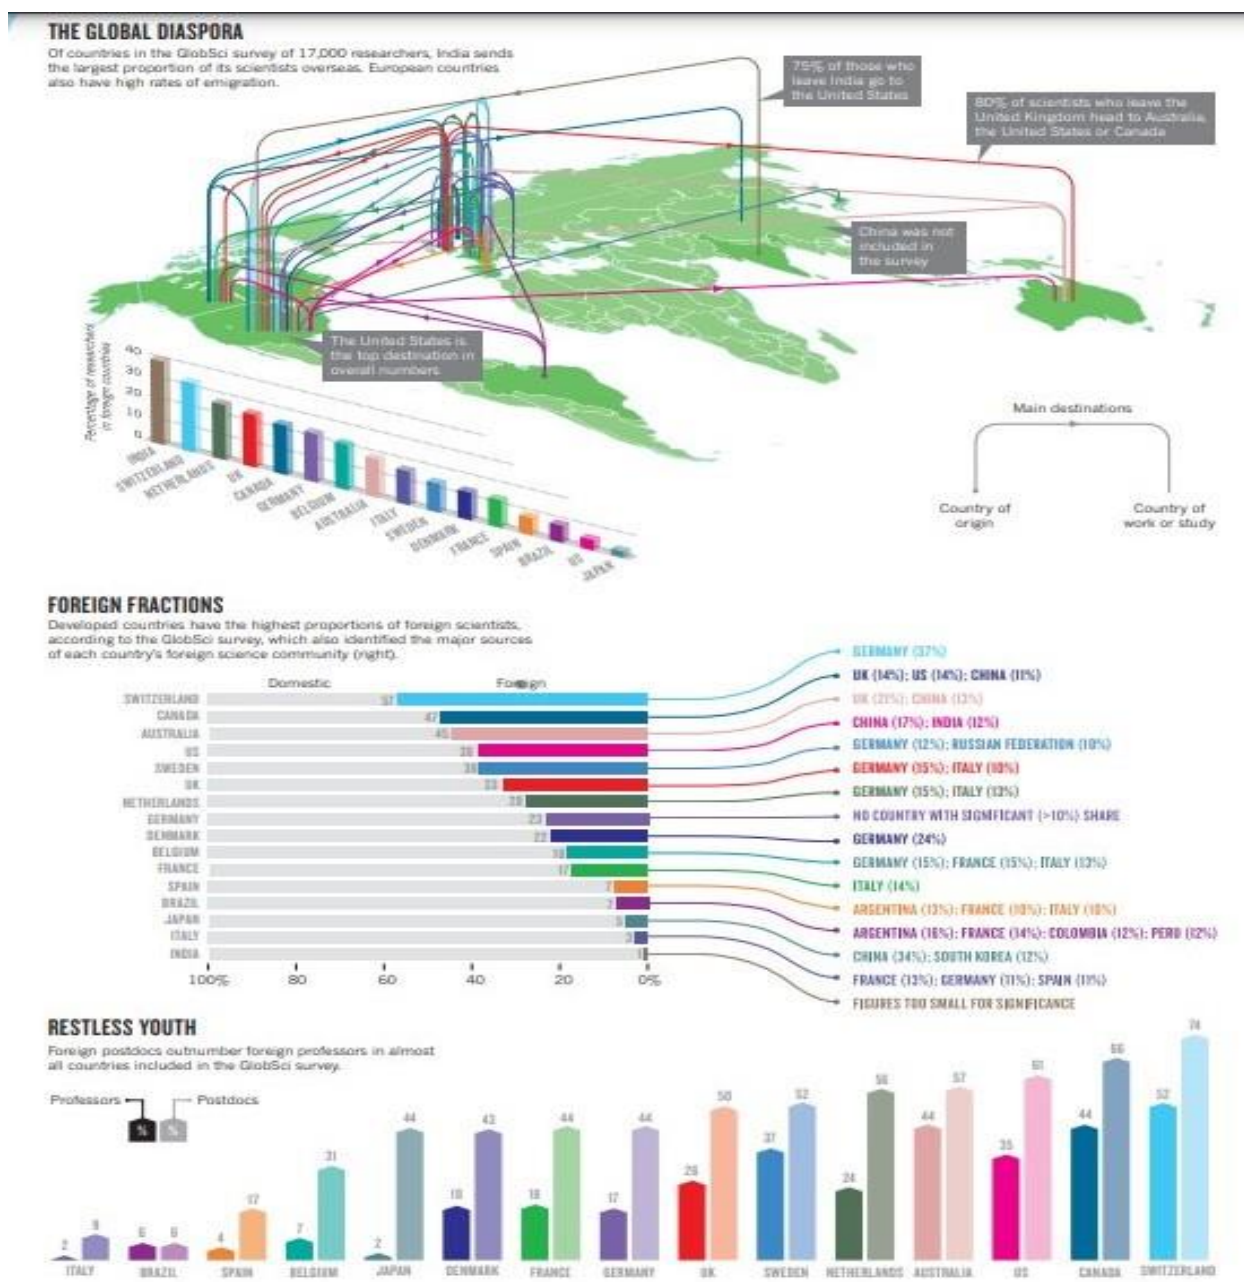 THE GLOBAL DIASPORA
Of countries in the GlobSci survey of 17,000 researchers, India sends
the largest proportion of its scientists overseas. European countries
also have high rates of emigration.
75% of those who
leave India go to
the United States
80% of scientists who leave the
United Kingdom head to Australia,
the United States or Canada
China was not
included in
the survey
The United States is
the top destination in
overall numbers
Percentage of researchers
in foreign countries
40
30
20
10
0
INDIA
SWITZERLAND
NETHERLANDS
UK
CANADA
GERMANY
BELGIUM
AUSTRALIA
ITALY
SWEDEN
DENMARK
FRANCE
SPAIN
BRAZIL
US
JAPAN
Main destinations
Country of
origin
Country of
work or study
FOREIGN FRACTIONS
Developed countries have the highest proportions of foreign scientists,
according to the GlobSci survey, which also identified the major sources
of each country's foreign science community (right).
Domestic Foreign
SWITZERLAND 57 GERMANY (37%)
CANADA 47 UK (14%); US (14%); CHINA (11%)
AUSTRALIA 45 UK (21%); CHINA (13%)
US 38 CHINA (17%); INDIA (12%)
SWEDEN 38 GERMANY (12%); RUSSIAN FEDERATION (10%)
UK 33 GERMANY (15%); ITALY (10%)
NETHERLANDS 28 GERMANY (15%); ITALY (13%)
GERMANY 23 NO COUNTRY WITH SIGNIFICANT (>10%) SHARE
DENMARK 22 GERMANY (24%)
BELGIUM GERMANY (15%); FRANCE (15%); ITALY (13%)
FRANCE 17 ITALY (14%)
SPAIN 7 ARGENTINA (13%); FRANCE (10%); ITALY (10%)
BRAZIL 7 ARGENTINA (16%); FRANCE (14%); COLOMBIA (12%); PERU (12%)
JAPAN 5 CHINA (34%); SOUTH KOREA (12%)
ITALY 3 FRANCE (13%); GERMANY (11%); SPAIN (11%)
INDIA 1 FIGURES TOO SMALL FOR SIGNIFICANCE
100% 80 60 40 20 0%
RESTLESS YOUTH
Foreign postdocs outnumber foreign professors in almost
all countries included in the GlobSci survey.
Professors Postdocs
% %
2 9 6 6 4 17 7 31 2 44 43 44 17 44 50 37 52 24 56 44 57 35 61 44 66 52 74
ITALY BRAZIL SPAIN BELGIUM JAPAN DENMARK FRANCE GERMANY UK SWEDEN NETHERLANDS AUSTRALIA US CANADA SWITZERLAND